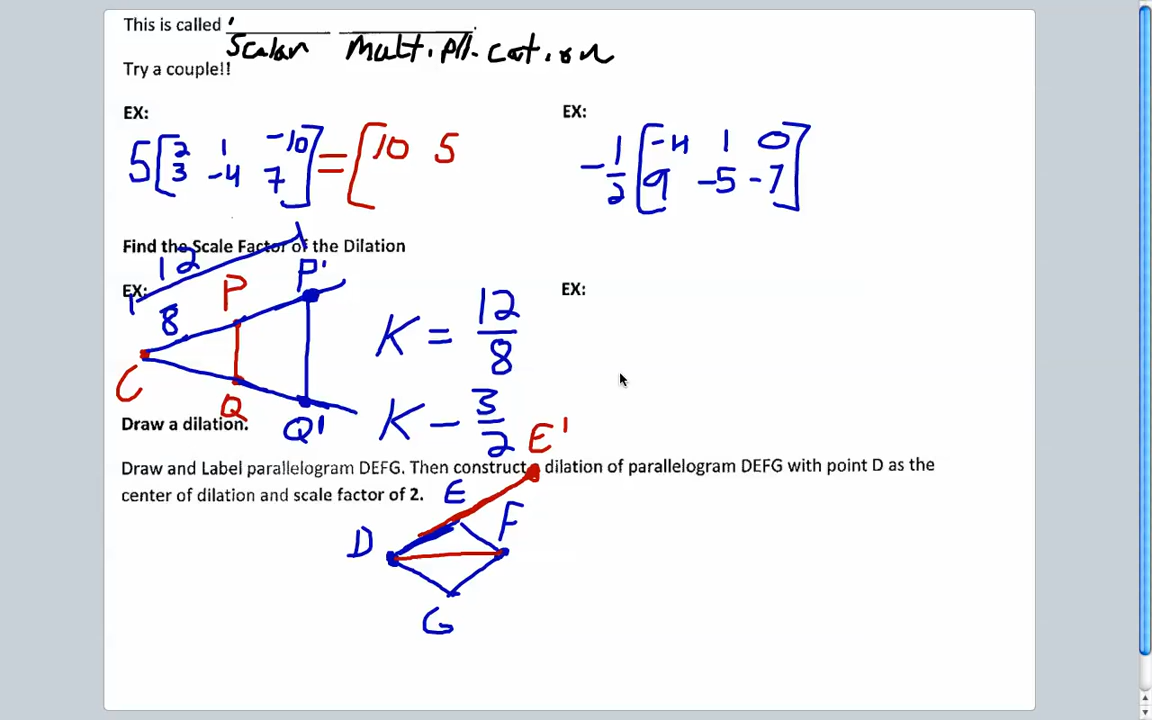 This is called
Scalar Multiplication
Try a couple!!
EX:
5[2 1 -10] = [10 5
3 -4 7
EX:
-1/2 [-4 1 0]
9 -5 -7
Find the Scale Factor of the Dilation
EX:
12
8
P
P'
C
Q
Q'
K = 12/8
K - 3/2
EX:
Draw a dilation.
Draw and Label parallelogram DEFG. Then construct dilation of parallelogram DEFG with point D as the
center of dilation and scale factor of 2.
E'
E
F
D
G